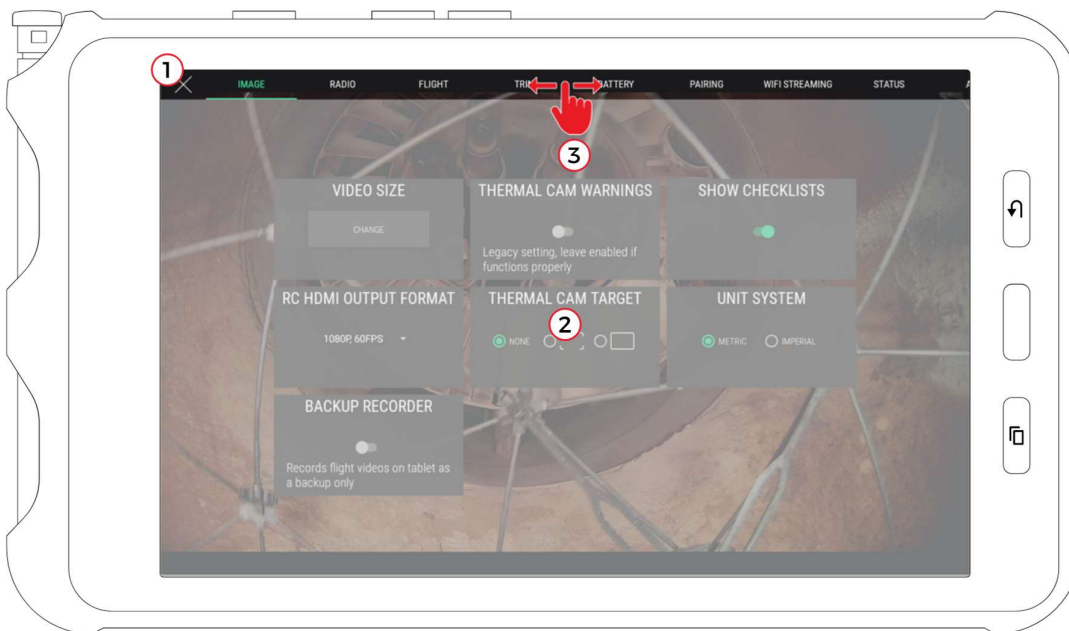 1
IMAGE RADIO FLIGHT BATTERY PAIRING WIFI STREAMING STATUS
3
VIDEO SIZE THERMAL CAM WARNINGS SHOW CHECKLISTS
CHANGE
Legacy setting, leave enabled if
functions properly
RC HDMI OUTPUT FORMAT THERMAL CAM TARGET UNIT SYSTEM
2
1080P, 60FPS NONE METRIC IMPERIAL
BACKUP RECORDER
Records flight videos on tablet as
a backup only